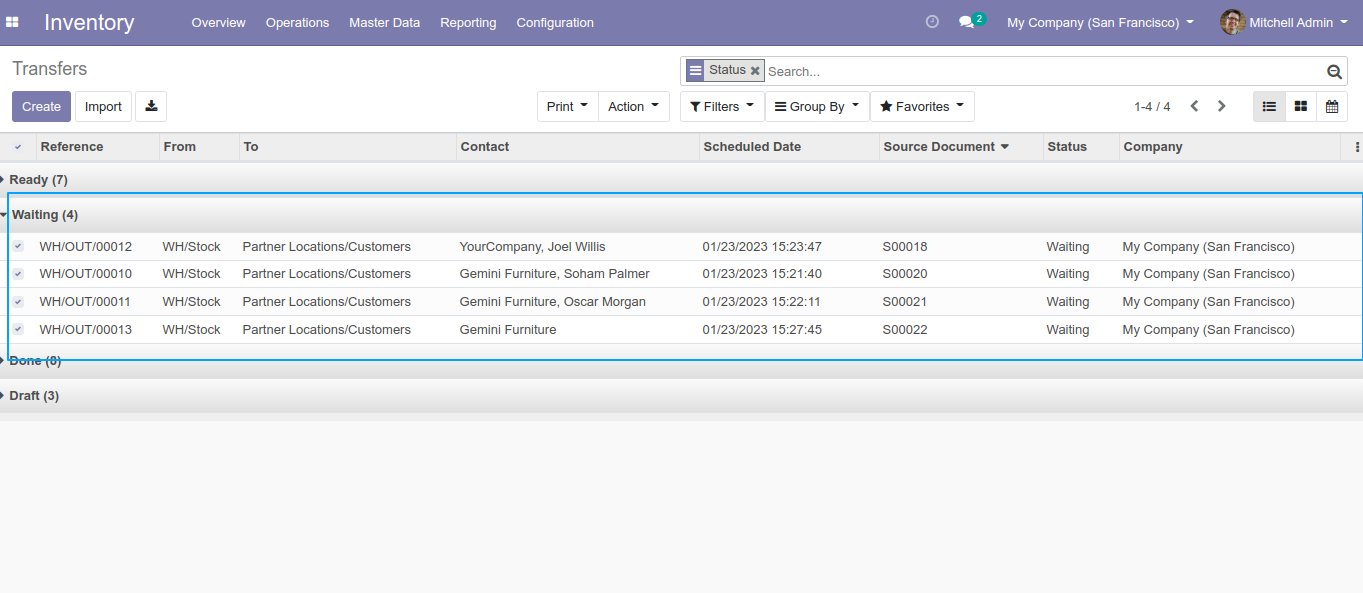 Inventory Overview Operations Master Data Reporting Configuration 2 My Company (San Francisco) Mitchell Admin
Transfers Status Search...
Create Import Print Action Filters Group By Favorites 1-4 / 4
Reference From To Contact Scheduled Date Source Document Status Company
Ready (7)
Waiting (4)
WH/OUT/00012 WH/Stock Partner Locations/Customers YourCompany, Joel Willis 01/23/2023 15:23:47 S00018 Waiting My Company (San Francisco)
WH/OUT/00010 WH/Stock Partner Locations/Customers Gemini Furniture, Soham Palmer 01/23/2023 15:21:40 S00020 Waiting My Company (San Francisco)
WH/OUT/00011 WH/Stock Partner Locations/Customers Gemini Furniture, Oscar Morgan 01/23/2023 15:22:11 S00021 Waiting My Company (San Francisco)
WH/OUT/00013 WH/Stock Partner Locations/Customers Gemini Furniture 01/23/2023 15:27:45 S00022 Waiting My Company (San Francisco)
Done (8)
Draft (3)